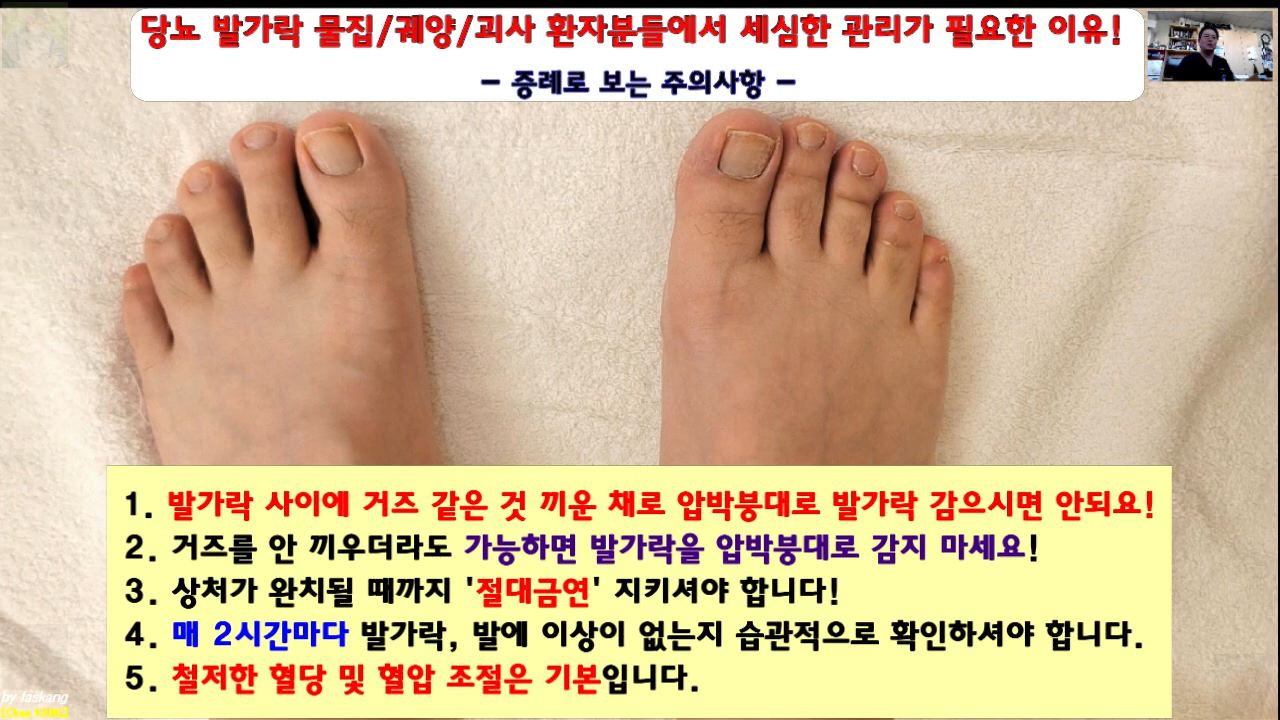 당뇨 발가락 물집/궤양/괴사 환자분들에서 세심한 관리가 필요한 이유!
- 증례로 보는 주의사항 -
1. 발가락 사이에 거즈 같은 것 끼운 채로 압박붕대로 발가락 감으시면 안되요!
2. 거즈를 안 끼우더라도 가능하면 발가락을 압박붕대로 감지 마세요!
3. 상처가 완치될 때까지 '절대금연' 지키셔야 합니다!
4. 매 2시간마다 발가락, 발에 이상이 없는지 습관적으로 확인하셔야 합니다.
5. 철저한 혈당 및 혈압 조절은 기본입니다.
by faskang